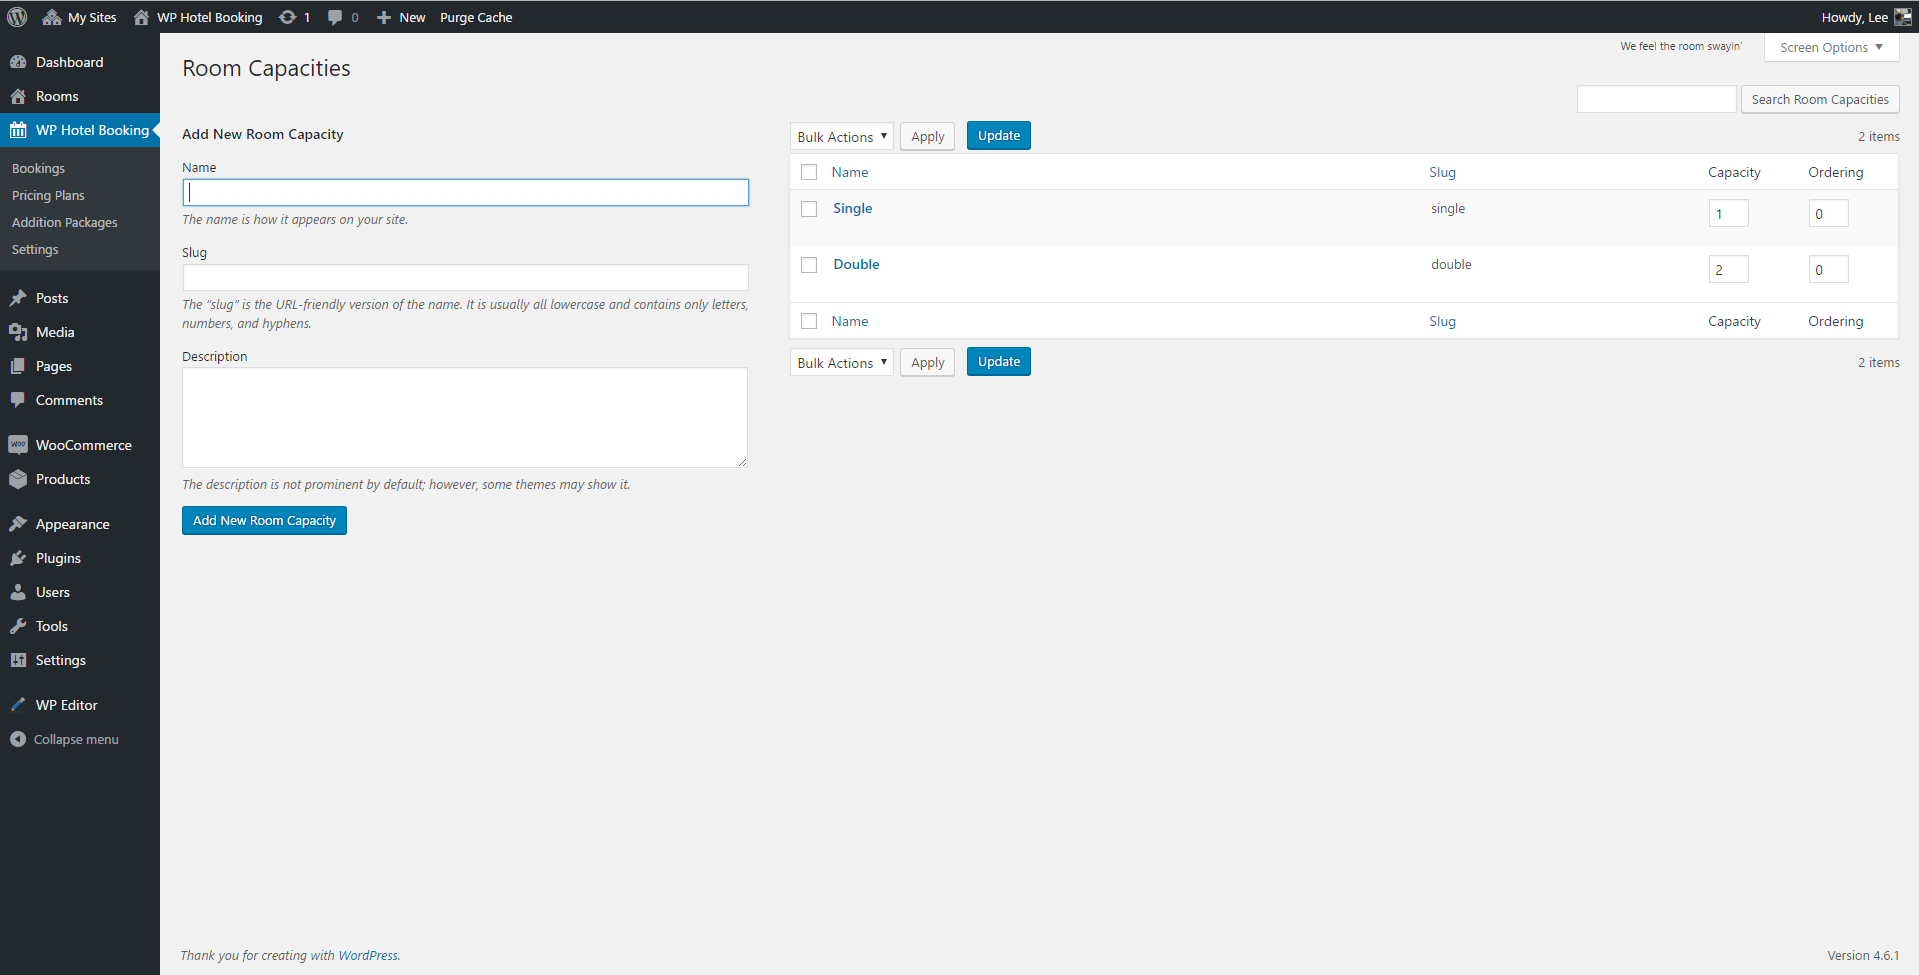 My Sites WP Hotel Booking 1 0 New Purge Cache Howdy, Lee
Dashboard
Rooms
WP Hotel Booking
Bookings
Pricing Plans
Addition Packages
Settings
Posts
Media
Pages
Comments
WooCommerce
Products
Appearance
Plugins
Users
Tools
Settings
WP Editor
Collapse menu
We feel the room swayin’ Screen Options
Room Capacities
Search Room Capacities
Add New Room Capacity
Name
The name is how it appears on your site.
Slug
The “slug” is the URL-friendly version of the name. It is usually all lowercase and contains only letters,
numbers, and hyphens.
Description
The description is not prominent by default; however, some themes may show it.
Add New Room Capacity
Bulk Actions Apply Update 2 items
Name Slug Capacity Ordering
Single single 1 0
Double double 2 0
Name Slug Capacity Ordering
Bulk Actions Apply Update 2 items
Thank you for creating with WordPress. Version 4.6.1